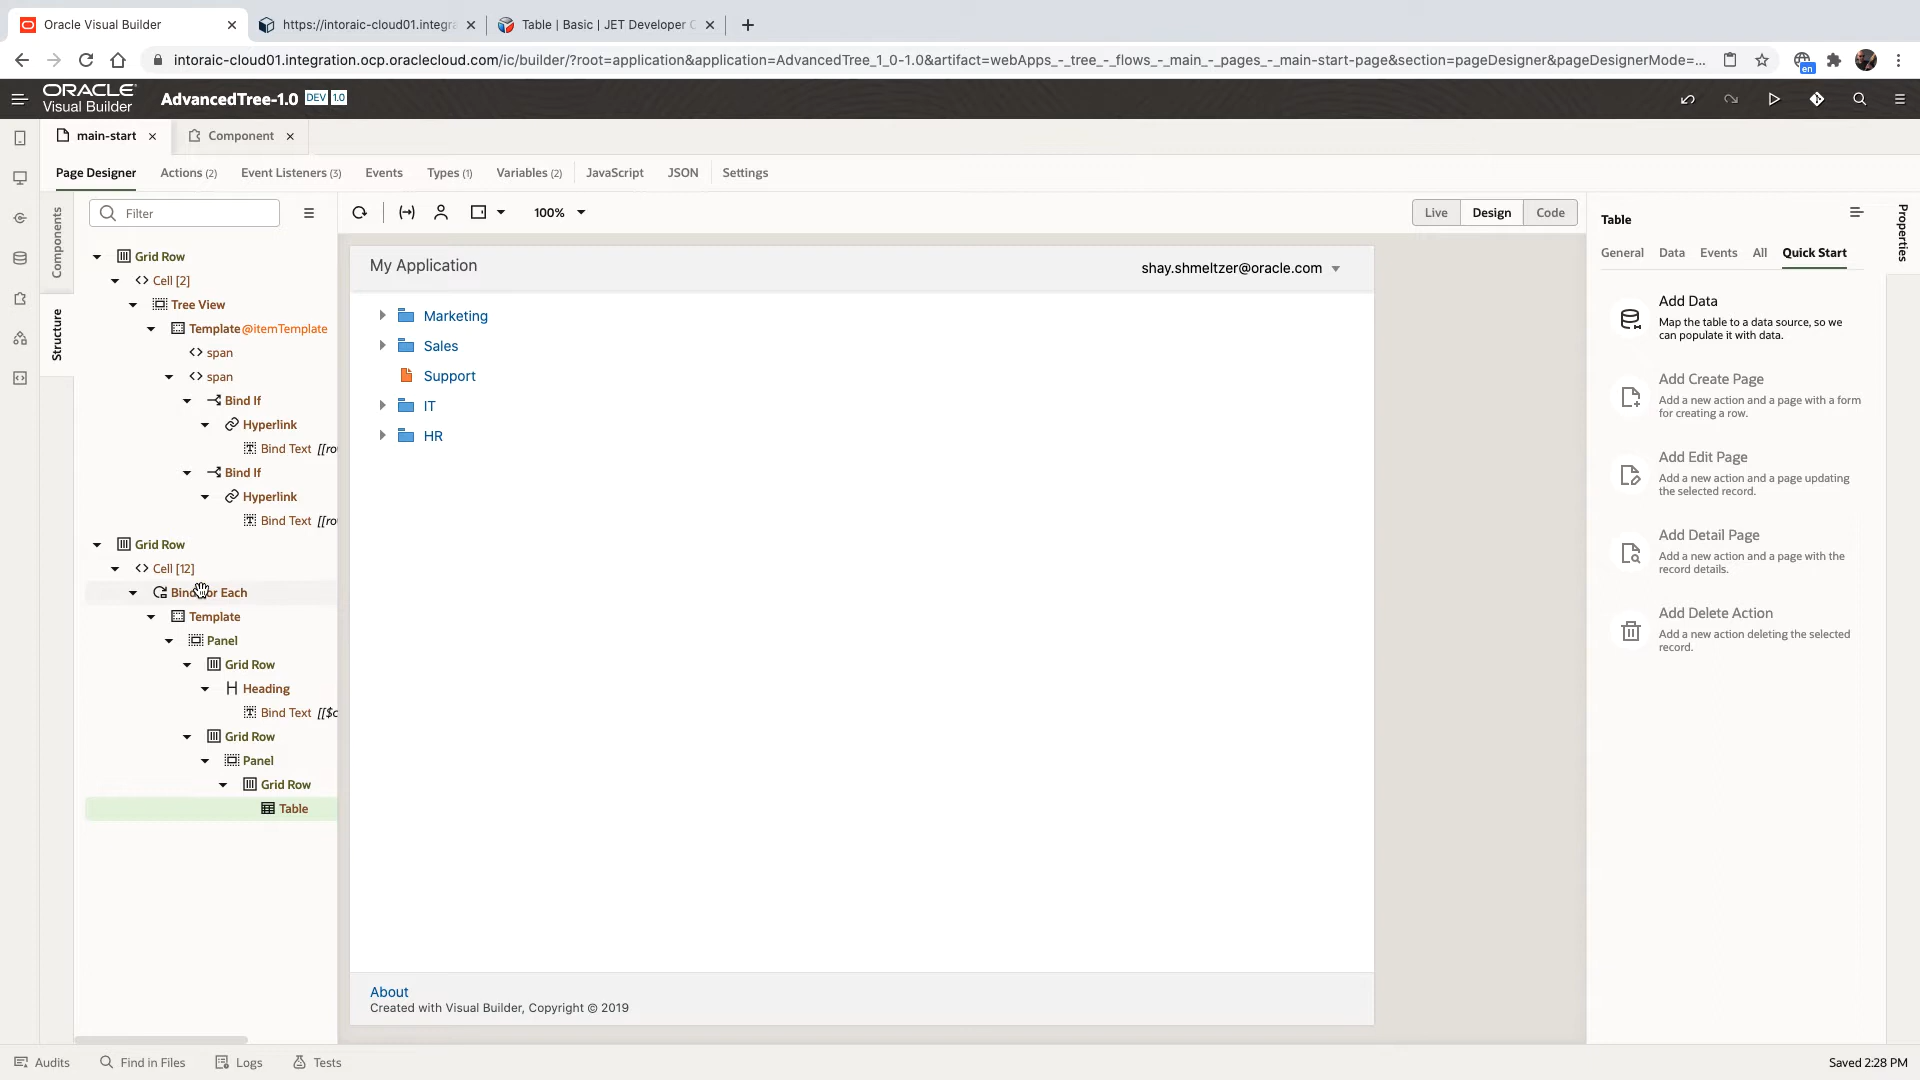 Oracle Visual Builder
https://intoraic-cloud01.integra
Table | Basic | JET Developer C
intoraic-cloud01.integration.ocp.oraclecloud.com/ic/builder/?root=application&application=AdvancedTree_1_0-1.0&artifact=webApps_-_tree_-_flows_-_main_-_pages_-_main-start-page&section=pageDesigner&pageDesignerMode=...
en
ORACLE
Visual Builder
AdvancedTree-1.0 DEV 1.0
main-start
Component
Page Designer
Actions (2)
Event Listeners (3)
Events
Types (1)
Variables (2)
JavaScript
JSON
Settings
Components
Structure
Filter
100%
Live
Design
Code
Grid Row
Cell [2]
Tree View
Template @itemTemplate
span
span
Bind If
Hyperlink
Bind Text [[ro
Bind If
Hyperlink
Bind Text [[ro
Grid Row
Cell [12]
Bind For Each
Template
Panel
Grid Row
Heading
Bind Text [[$c
Grid Row
Panel
Grid Row
Table
My Application
shay.shmeltzer@oracle.com
Marketing
Sales
Support
IT
HR
About
Created with Visual Builder, Copyright © 2019
Table
General
Data
Events
All
Quick Start
Properties
Add Data
Map the table to a data source, so we
can populate it with data.
Add Create Page
Add a new action and a page with a form
for creating a row.
Add Edit Page
Add a new action and a page updating
the selected record.
Add Detail Page
Add a new action and a page with the
record details.
Add Delete Action
Add a new action deleting the selected
record.
Audits
Find in Files
Logs
Tests
Saved 2:28 PM